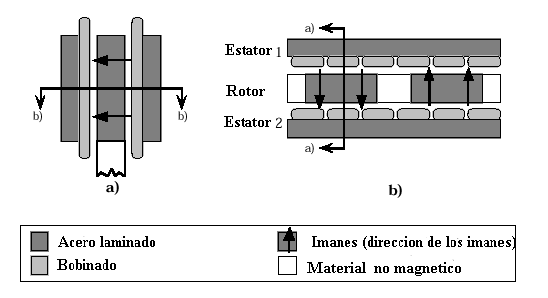 a)
Estator 1
Rotor
b) b)
Estator 2
a)
a)
b)
Acero laminado
Imanes (direccion de los imanes)
Bobinado
Material no magnetico